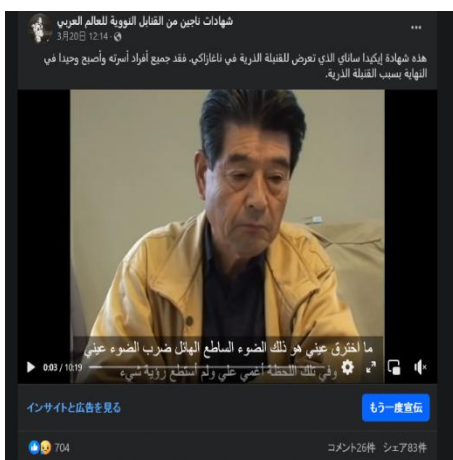 شهادات ناجين من القنابل النووية للعالم العربي
3月20日 12:14 ·
هذه شهادة إيكيدا ساناي الذي تعرض للقنبلة الذرية في ناغازاكي. فقد جميع أفراد أسرته وأصبح وحيدا في
النهاية بسبب القنبلة الذرية.
ما اخترق عيني هو ذلك الضوء الساطع الهائل ضرب الضوء عيني
وفي تلك اللحظة أغمي علي ولم أستطع رؤية شيء
0:03 / 10:19
インサイトと広告を見る
もう一度宣伝
704
コメント26件 シェア83件